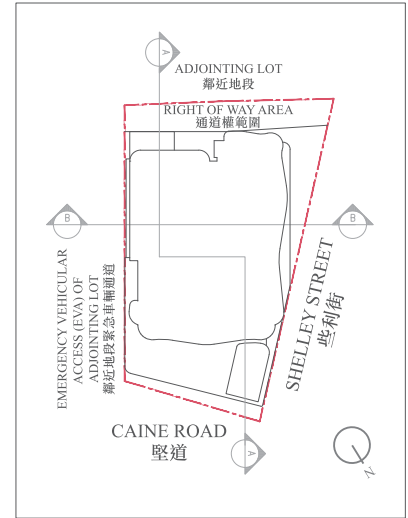 A
ADJOINTING LOT
鄰近地段
RIGHT OF WAY AREA
通道權範圍
B
B
EMERGENCY VEHICULAR
ACCESS (EVA) OF
ADJOINTING LOT
鄰近地段緊急車輛通道
SHELLEY STREET
些利街
CAINE ROAD
堅道
A
N